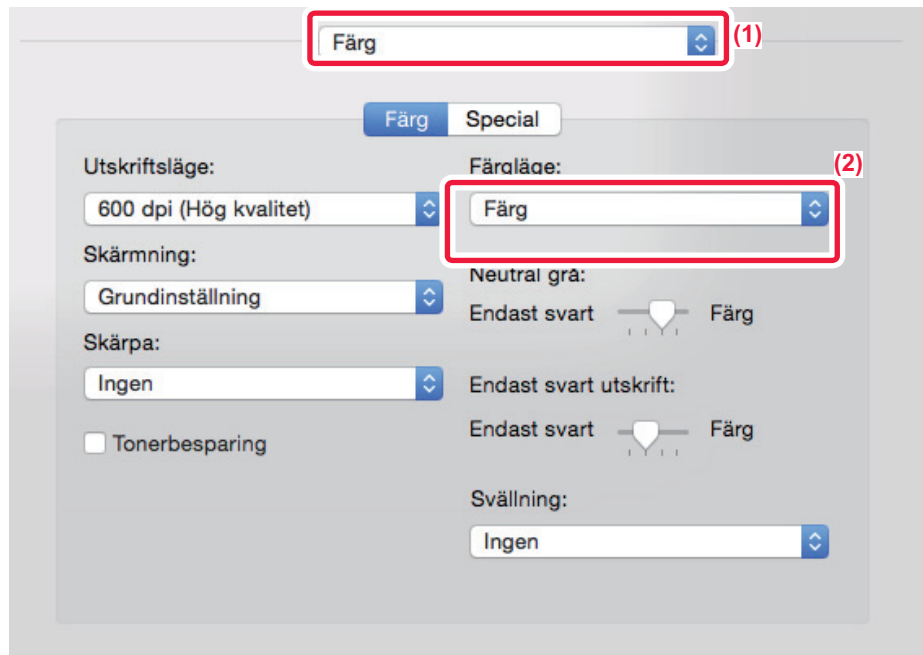 Färg
(1)
Färg Special
Utskriftsläge:
600 dpi (Hög kvalitet)
Skärmning:
Grundinställning
Skärpa:
Ingen
Tonerbesparing
(2)
Färgläge:
Färg
Neutral grå:
Endast svart Färg
Endast svart utskrift:
Endast svart Färg
Svällning:
Ingen